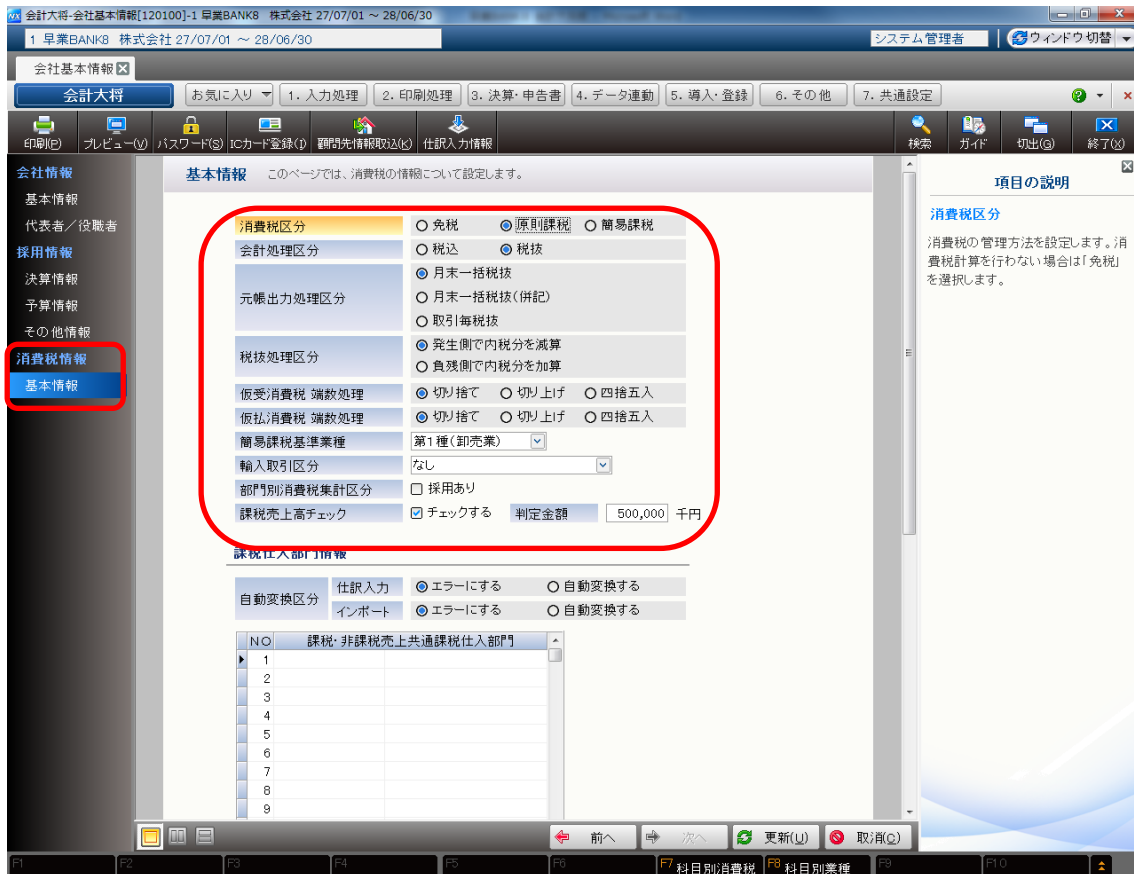 会計大将-会社基本情報[120100]-1 早業BANK8 株式会社 27/07/01 ～ 28/06/30
1 早業BANK8 株式会社 27/07/01 ～ 28/06/30
システム管理者
ウィンドウ切替
会社基本情報
会計大将 お気に入り 1. 入力処理 2. 印刷処理 3. 決算･申告書 4. データ連動 5. 導入･登録 6. その他 7. 共通設定
印刷(P) プレビュー(V) パスワード(S) ICカード登録(I) 顧問先情報取込(K) 仕訳入力情報 検索 ガイド 切出(G) 終了(X)
会社情報
基本情報
代表者／役職者
採用情報
決算情報
予算情報
その他情報
消費税情報
基本情報
基本情報 このページでは、消費税の情報について設定します。
消費税区分 免税 原則課税 簡易課税
会計処理区分 税込 税抜
元帳出力処理区分 月末一括税抜
月末一括税抜(併記)
取引毎税抜
税抜処理区分 発生側で内税分を減算
負残側で内税分を加算
仮受消費税 端数処理 切り捨て 切り上げ 四捨五入
仮払消費税 端数処理 切り捨て 切り上げ 四捨五入
簡易課税基準業種 第1種(卸売業)
輸入取引区分 なし
部門別消費税集計区分 採用あり
課税売上高チェック チェックする 判定金額 500,000 千円
課税仕入部門情報
自動変換区分 仕訳入力 エラーにする 自動変換する
インポート エラーにする 自動変換する
NO 課税･非課税売上共通課税仕入部門
1
2
3
4
5
6
7
8
9
項目の説明
消費税区分
消費税の管理方法を設定します。消
費税計算を行わない場合は「免税」
を選択します。
前へ 次へ 更新(U) 取消(C)
F1 F2 F3 F4 F5 F6 F7 科目別消費税 F8 科目別業種 F9 F10